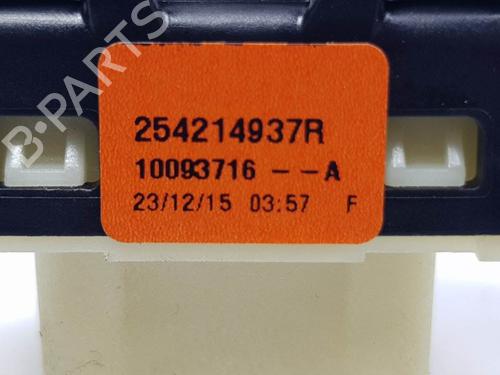 B-PARTS
254214937R
10093716 - - A
23/12/15 03:57 F